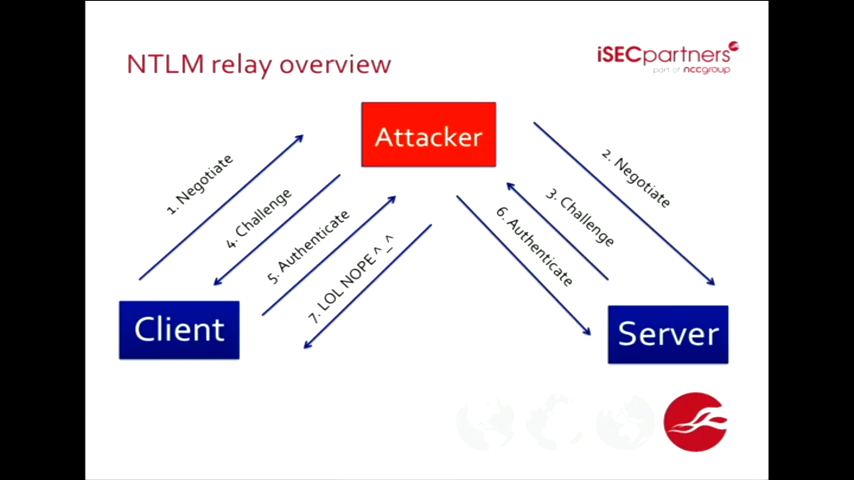 NTLM relay overview
iSECpartners
part of nccgroup
Attacker
1. Negotiate
2. Negotiate
3. Challenge
4. Challenge
5. Authenticate
6. Authenticate
7. LOL NOPE ^_^
Client
Server